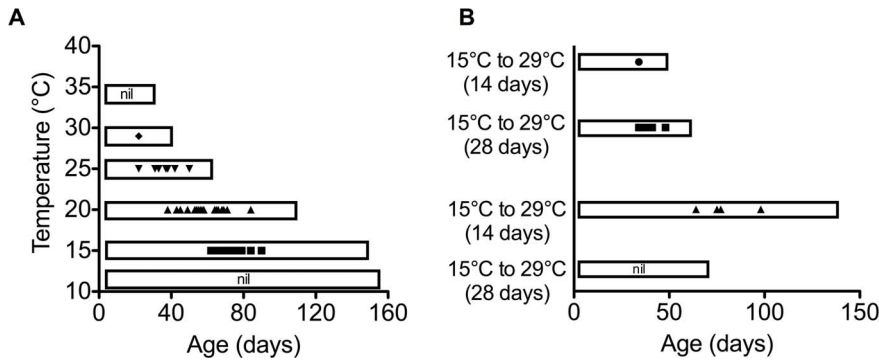 A
B
40
35
30
25
20
15
10
Temperature (°C)
nil
nil
0
40
80
120
160
Age (days)
15°C to 29°C
(14 days)
15°C to 29°C
(28 days)
15°C to 29°C
(14 days)
15°C to 29°C
(28 days)
nil
0
50
100
150
Age (days)